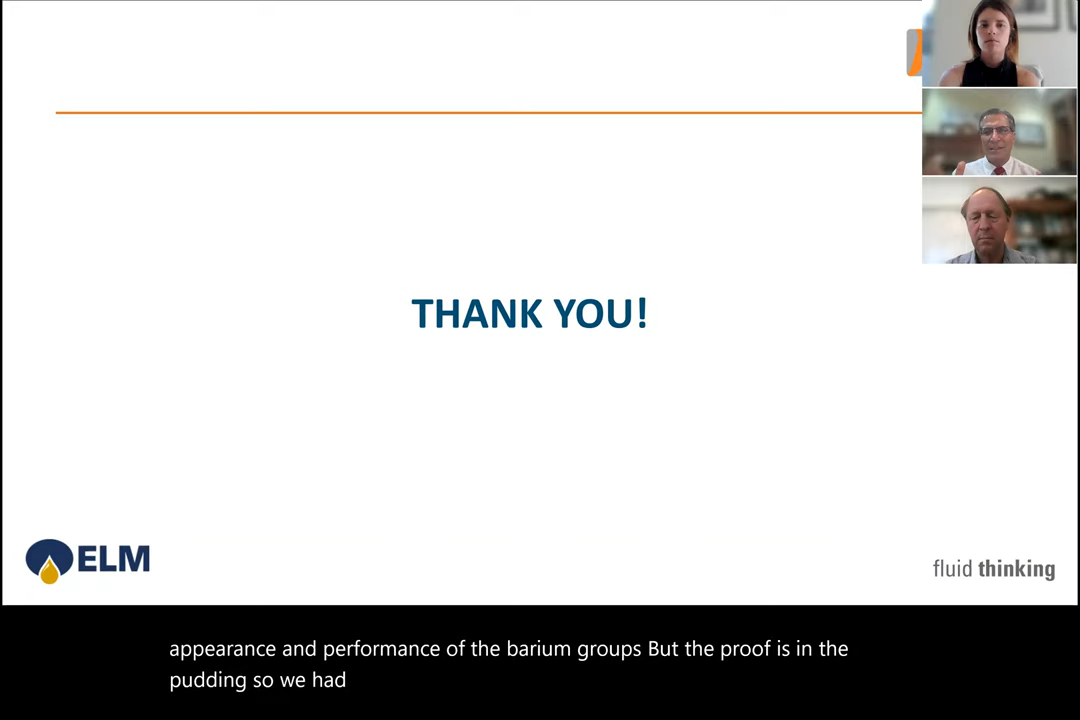 THANK YOU!
ELM
fluid thinking
appearance and performance of the barium groups But the proof is in the
pudding so we had